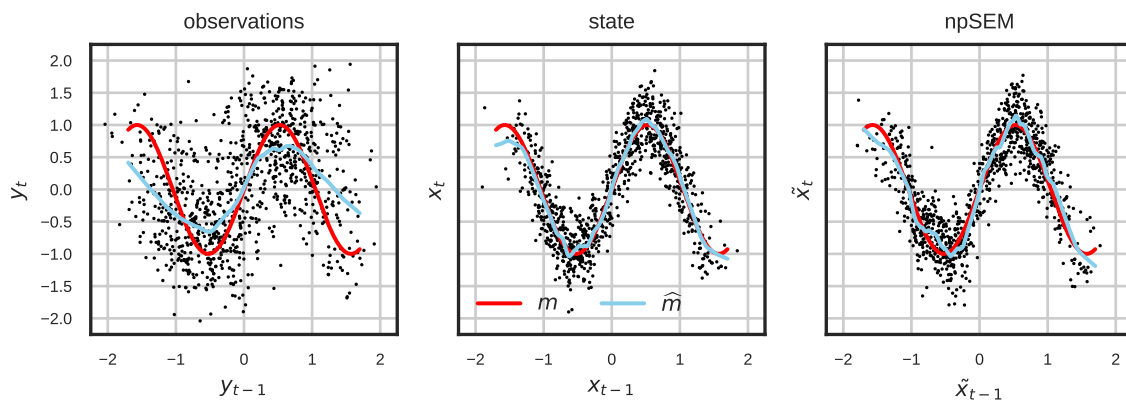 observations
state
npSEM
2.0
1.5
1.0
0.5
0.0
−0.5
−1.0
−1.5
−2.0
y_t
x_t
x̃_t
m
m̂
−2 −1 0 1 2
−2 −1 0 1 2
−2 −1 0 1 2
y_{t−1}
x_{t−1}
x̃_{t−1}